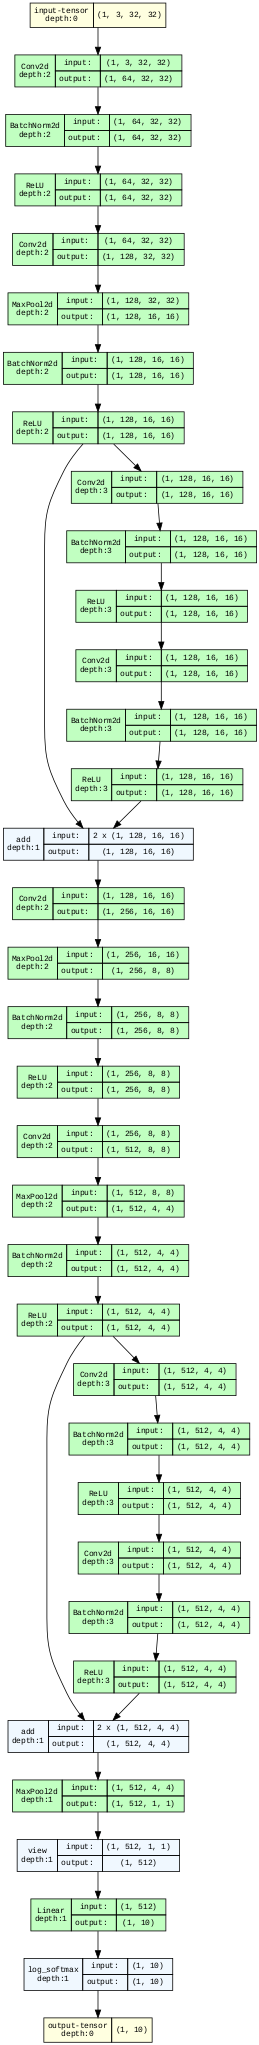 input-tensor
depth:0
(1, 3, 32, 32)
Conv2d
depth:2
input:
(1, 3, 32, 32)
output:
(1, 64, 32, 32)
BatchNorm2d
depth:2
input:
(1, 64, 32, 32)
output:
(1, 64, 32, 32)
ReLU
depth:2
input:
(1, 64, 32, 32)
output:
(1, 64, 32, 32)
Conv2d
depth:2
input:
(1, 64, 32, 32)
output:
(1, 128, 32, 32)
MaxPool2d
depth:2
input:
(1, 128, 32, 32)
output:
(1, 128, 16, 16)
BatchNorm2d
depth:2
input:
(1, 128, 16, 16)
output:
(1, 128, 16, 16)
ReLU
depth:2
input:
(1, 128, 16, 16)
output:
(1, 128, 16, 16)
Conv2d
depth:3
input:
(1, 128, 16, 16)
output:
(1, 128, 16, 16)
BatchNorm2d
depth:3
input:
(1, 128, 16, 16)
output:
(1, 128, 16, 16)
ReLU
depth:3
input:
(1, 128, 16, 16)
output:
(1, 128, 16, 16)
Conv2d
depth:3
input:
(1, 128, 16, 16)
output:
(1, 128, 16, 16)
BatchNorm2d
depth:3
input:
(1, 128, 16, 16)
output:
(1, 128, 16, 16)
ReLU
depth:3
input:
(1, 128, 16, 16)
output:
(1, 128, 16, 16)
add
depth:1
input:
2 x (1, 128, 16, 16)
output:
(1, 128, 16, 16)
Conv2d
depth:2
input:
(1, 128, 16, 16)
output:
(1, 256, 16, 16)
MaxPool2d
depth:2
input:
(1, 256, 16, 16)
output:
(1, 256, 8, 8)
BatchNorm2d
depth:2
input:
(1, 256, 8, 8)
output:
(1, 256, 8, 8)
ReLU
depth:2
input:
(1, 256, 8, 8)
output:
(1, 256, 8, 8)
Conv2d
depth:2
input:
(1, 256, 8, 8)
output:
(1, 512, 8, 8)
MaxPool2d
depth:2
input:
(1, 512, 8, 8)
output:
(1, 512, 4, 4)
BatchNorm2d
depth:2
input:
(1, 512, 4, 4)
output:
(1, 512, 4, 4)
ReLU
depth:2
input:
(1, 512, 4, 4)
output:
(1, 512, 4, 4)
Conv2d
depth:3
input:
(1, 512, 4, 4)
output:
(1, 512, 4, 4)
BatchNorm2d
depth:3
input:
(1, 512, 4, 4)
output:
(1, 512, 4, 4)
ReLU
depth:3
input:
(1, 512, 4, 4)
output:
(1, 512, 4, 4)
Conv2d
depth:3
input:
(1, 512, 4, 4)
output:
(1, 512, 4, 4)
BatchNorm2d
depth:3
input:
(1, 512, 4, 4)
output:
(1, 512, 4, 4)
ReLU
depth:3
input:
(1, 512, 4, 4)
output:
(1, 512, 4, 4)
add
depth:1
input:
2 x (1, 512, 4, 4)
output:
(1, 512, 4, 4)
MaxPool2d
depth:1
input:
(1, 512, 4, 4)
output:
(1, 512, 1, 1)
view
depth:1
input:
(1, 512, 1, 1)
output:
(1, 512)
Linear
depth:1
input:
(1, 512)
output:
(1, 10)
log_softmax
depth:1
input:
(1, 10)
output:
(1, 10)
output-tensor
depth:0
(1, 10)